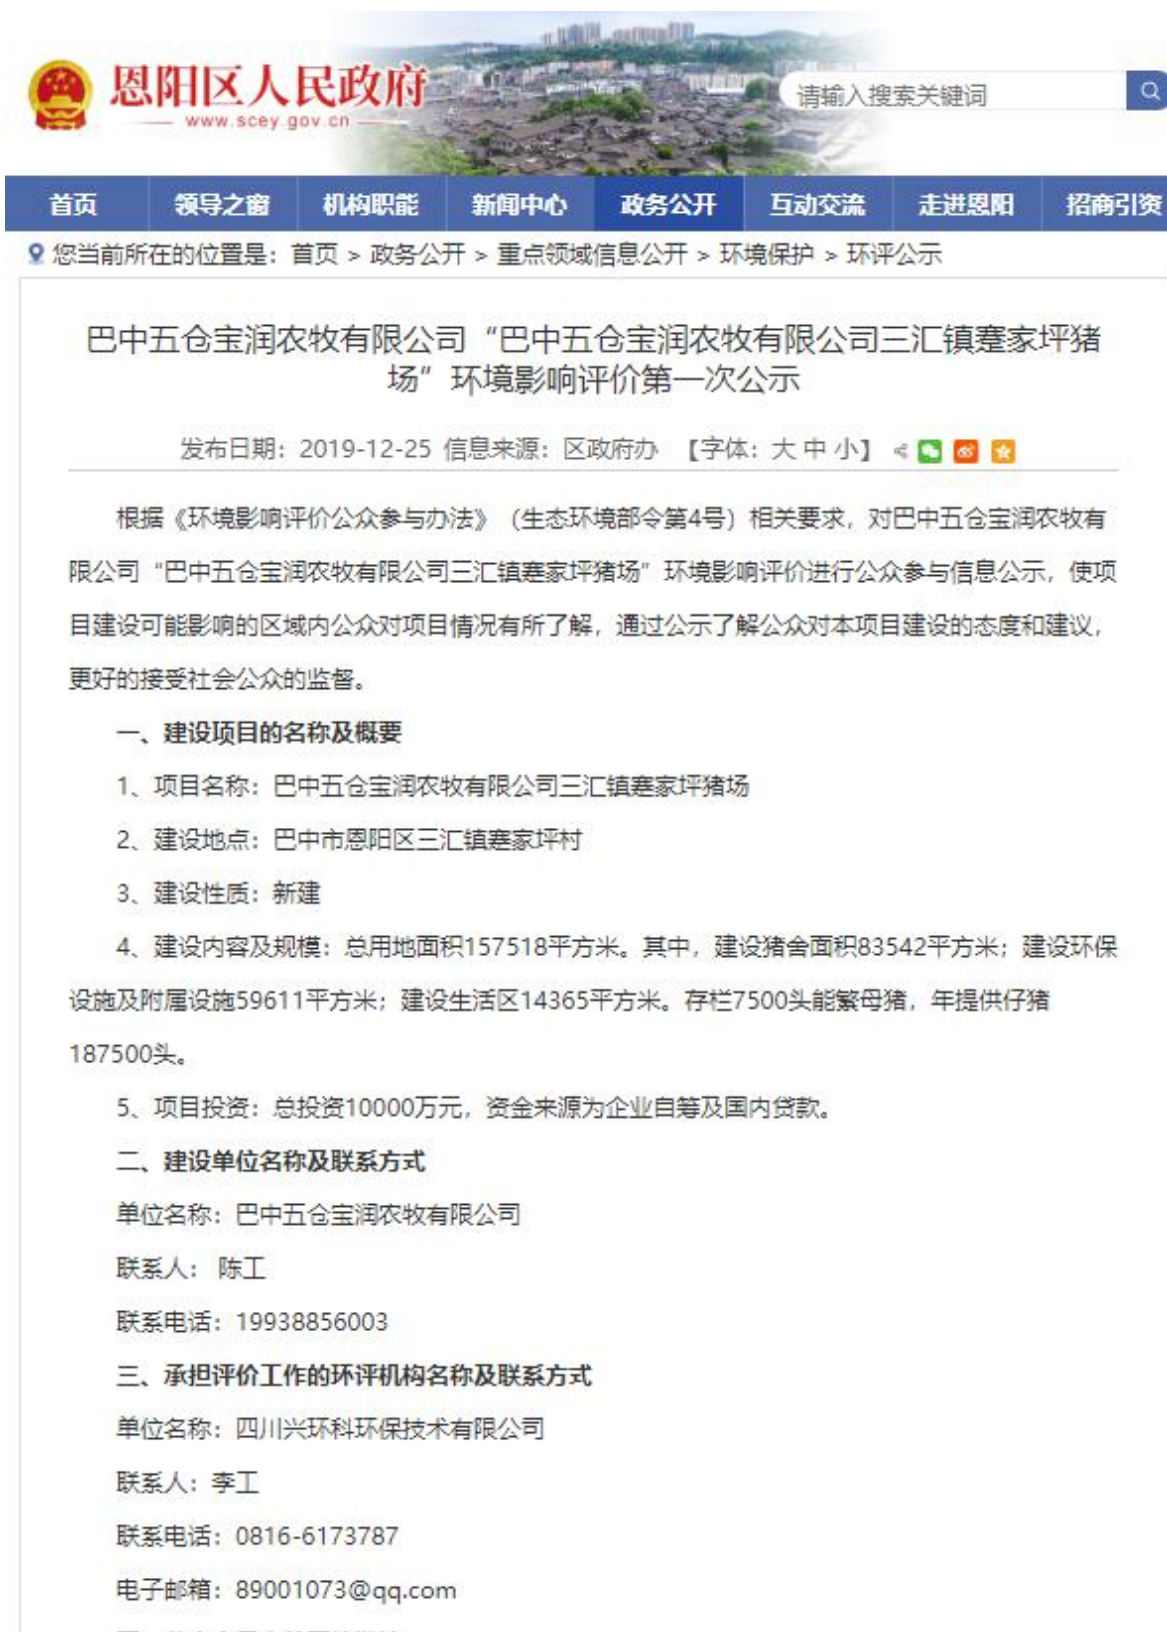 恩阳区人民政府
www.scey.gov.cn
请输入搜索关键词
首页 领导之窗 机构职能 新闻中心 政务公开 互动交流 走进恩阳 招商引资
您当前所在的位置是：首页 > 政务公开 > 重点领域信息公开 > 环境保护 > 环评公示
巴中五仓宝润农牧有限公司“巴中五仓宝润农牧有限公司三汇镇蹇家坪猪
场”环境影响评价第一次公示
发布日期：2019-12-25 信息来源：区政府办 【字体：大 中 小】
根据《环境影响评价公众参与办法》（生态环境部令第4号）相关要求，对巴中五仓宝润农牧有
限公司“巴中五仓宝润农牧有限公司三汇镇蹇家坪猪场”环境影响评价进行公众参与信息公示，使项
目建设可能影响的区域内公众对项目情况有所了解，通过公示了解公众对本项目建设的态度和建议，
更好的接受社会公众的监督。
一、建设项目的名称及概要
1、项目名称：巴中五仓宝润农牧有限公司三汇镇蹇家坪猪场
2、建设地点：巴中市恩阳区三汇镇蹇家坪村
3、建设性质：新建
4、建设内容及规模：总用地面积157518平方米。其中，建设猪舍面积83542平方米；建设环保
设施及附属设施59611平方米；建设生活区14365平方米。存栏7500头能繁母猪，年提供仔猪
187500头。
5、项目投资：总投资10000万元，资金来源为企业自筹及国内贷款。
二、建设单位名称及联系方式
单位名称：巴中五仓宝润农牧有限公司
联系人： 陈工
联系电话：19938856003
三、承担评价工作的环评机构名称及联系方式
单位名称：四川兴环科环保技术有限公司
联系人：李工
联系电话：0816-6173787
电子邮箱：89001073@qq.com